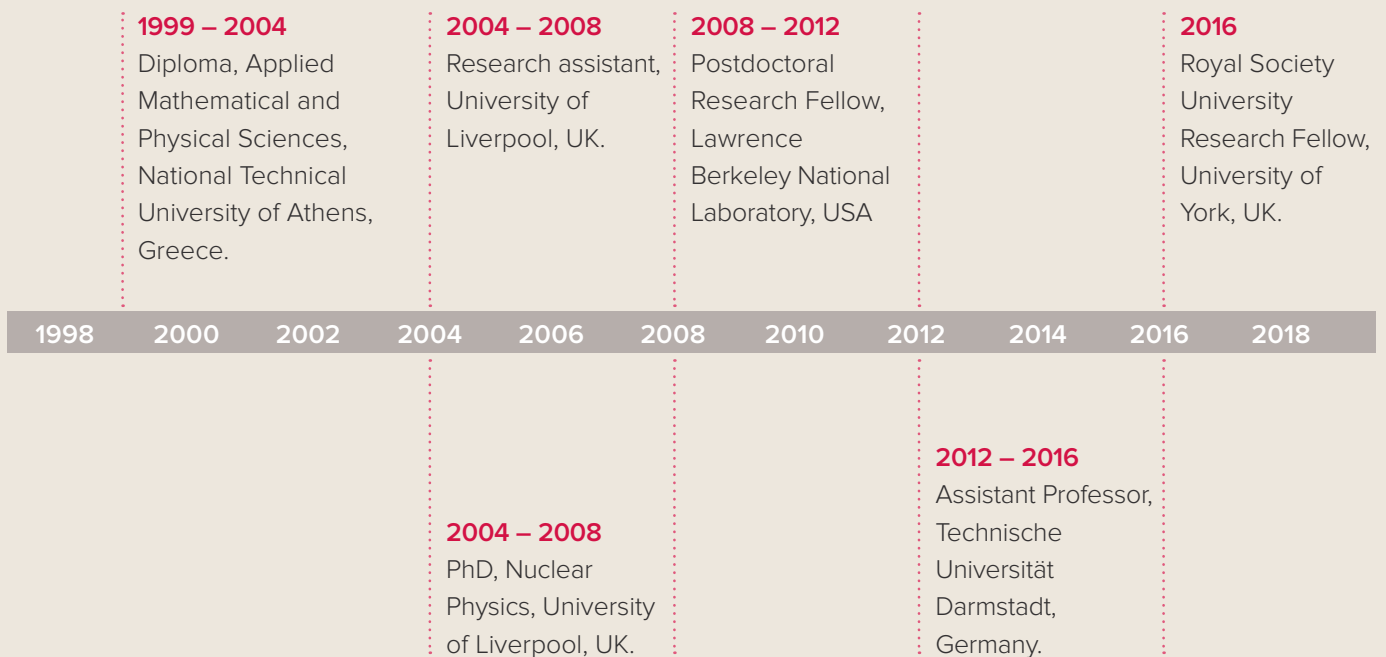 1999 – 2004
Diploma, Applied
Mathematical and
Physical Sciences,
National Technical
University of Athens,
Greece.
2004 – 2008
Research assistant,
University of
Liverpool, UK.
2008 – 2012
Postdoctoral
Research Fellow,
Lawrence
Berkeley National
Laboratory, USA
2016
Royal Society
University
Research Fellow,
University of
York, UK.
1998 2000 2002 2004 2006 2008 2010 2012 2014 2016 2018
2004 – 2008
PhD, Nuclear
Physics, University
of Liverpool, UK.
2012 – 2016
Assistant Professor,
Technische
Universität
Darmstadt,
Germany.